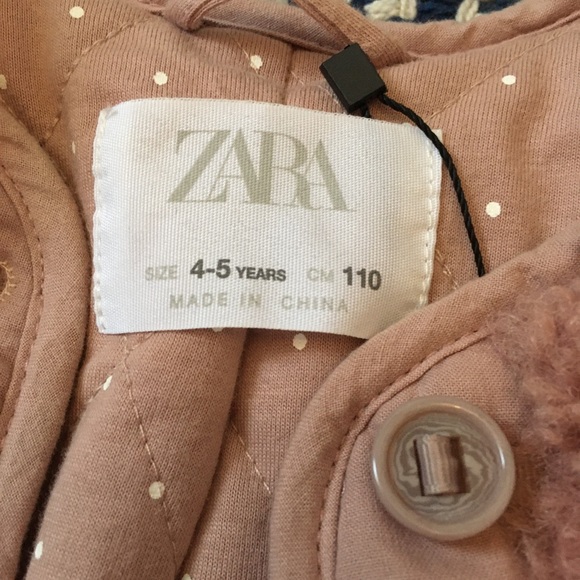 ZARA
SIZE 4-5 YEARS CM 110
MADE IN CHINA